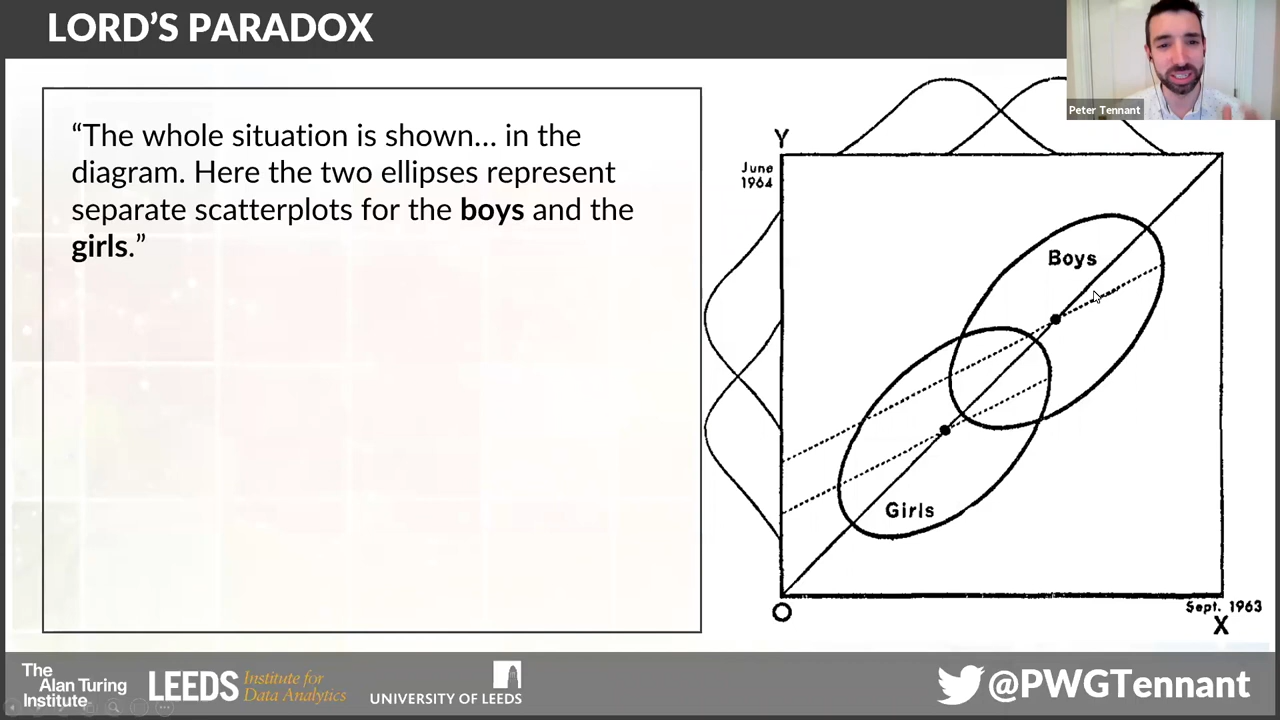 LORD'S PARADOX
Peter Tennant
“The whole situation is shown... in the
diagram. Here the two ellipses represent
separate scatterplots for the boys and the
girls.”
Y
June
1964
Boys
Girls
O
Sept. 1963
X
The
Alan Turing
Institute
LEEDS Institute for
Data Analytics
UNIVERSITY OF LEEDS
@PWGTennant